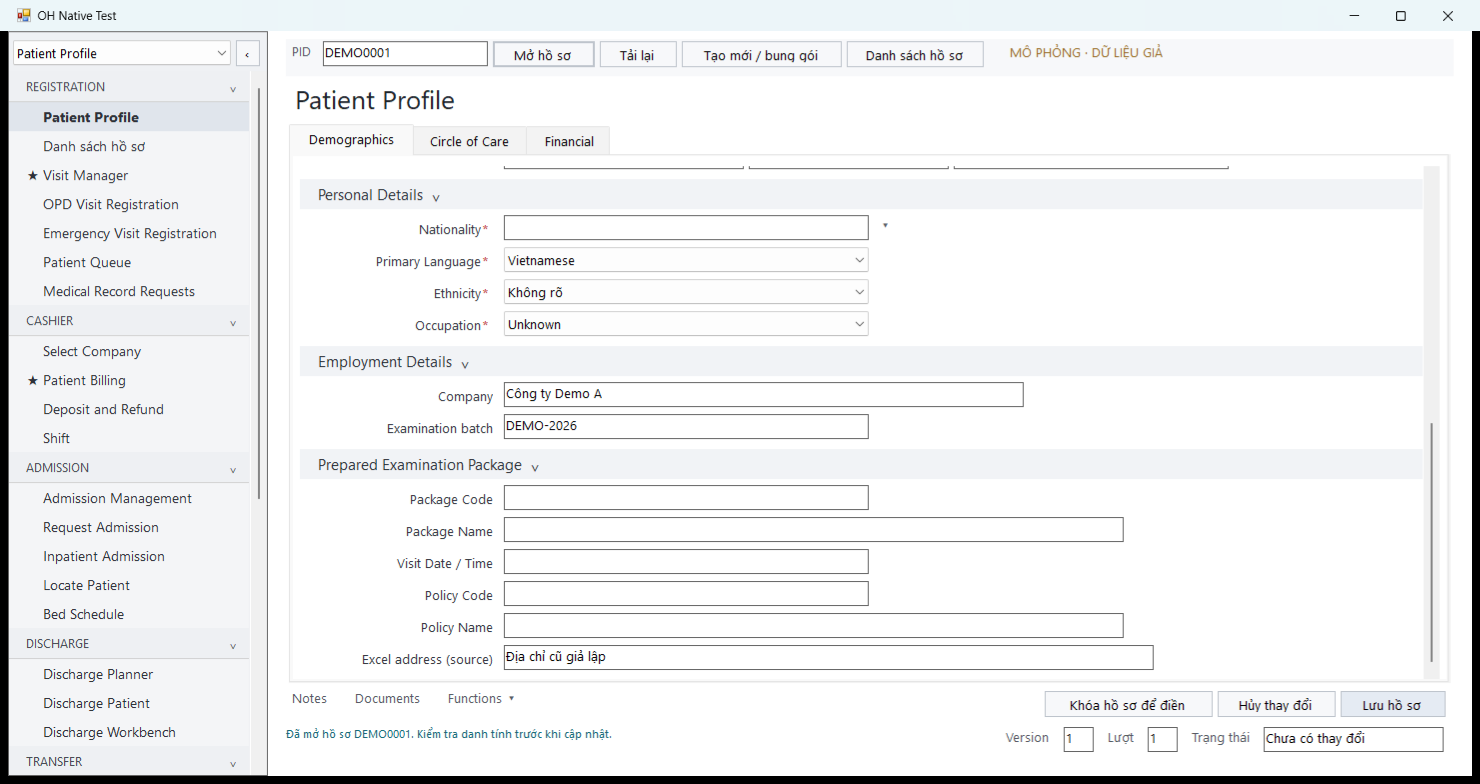 OH Native Test
Patient Profile
REGISTRATION
Patient Profile
Danh sách hồ sơ
★ Visit Manager
OPD Visit Registration
Emergency Visit Registration
Patient Queue
Medical Record Requests
CASHIER
Select Company
★ Patient Billing
Deposit and Refund
Shift
ADMISSION
Admission Management
Request Admission
Inpatient Admission
Locate Patient
Bed Schedule
DISCHARGE
Discharge Planner
Discharge Patient
Discharge Workbench
TRANSFER
PID DEMO0001 Mở hồ sơ Tải lại Tạo mới / bung gói Danh sách hồ sơ MÔ PHỎNG · DỮ LIỆU GIẢ
Patient Profile
Demographics Circle of Care Financial
Personal Details
Nationality*
Primary Language* Vietnamese
Ethnicity* Không rõ
Occupation* Unknown
Employment Details
Company Công ty Demo A
Examination batch DEMO-2026
Prepared Examination Package
Package Code
Package Name
Visit Date / Time
Policy Code
Policy Name
Excel address (source) Địa chỉ cũ giả lập
Notes Documents Functions Khóa hồ sơ để điền Hủy thay đổi Lưu hồ sơ
Đã mở hồ sơ DEMO0001. Kiểm tra danh tính trước khi cập nhật. Version 1 Lượt 1 Trạng thái Chưa có thay đổi